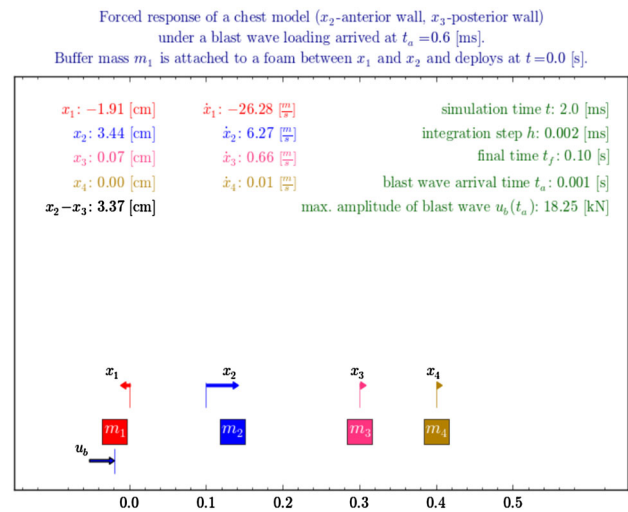 Forced response of a chest model (x₂-anterior wall, x₃-posterior wall)
under a blast wave loading arrived at tₐ =0.6 [ms].
Buffer mass m₁ is attached to a foam between x₁ and x₂ and deploys at t=0.0 [s].
x₁: −1.91 [cm] ẋ₁: −26.28 [m/s] simulation time t: 2.0 [ms]
x₂: 3.44 [cm] ẋ₂: 6.27 [m/s] integration step h: 0.002 [ms]
x₃: 0.07 [cm] ẋ₃: 0.66 [m/s] final time t_f: 0.10 [s]
x₄: 0.00 [cm] ẋ₄: 0.01 [m/s] blast wave arrival time tₐ: 0.001 [s]
x₂−x₃: 3.37 [cm] max. amplitude of blast wave u_b(tₐ): 18.25 [kN]
x₁ x₂ x₃ x₄
m₁ m₂ m₃ m₄
u_b
0.0 0.1 0.2 0.3 0.4 0.5